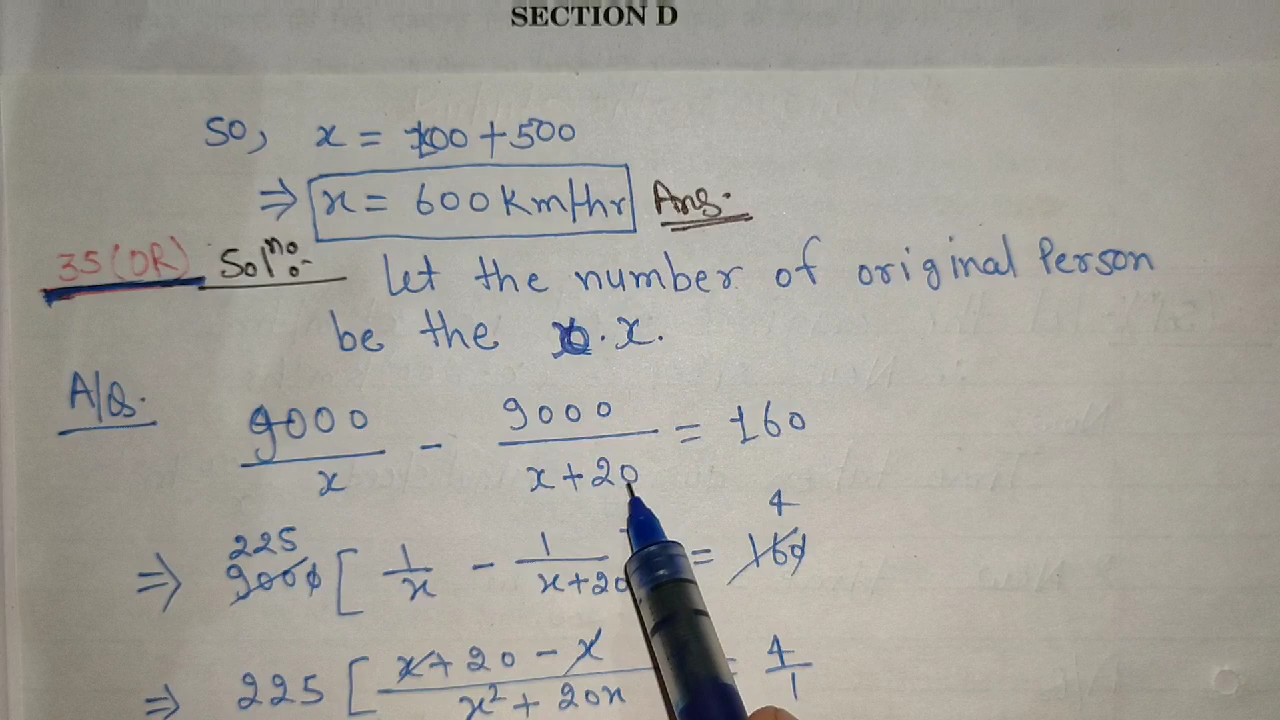 SECTION D
So, x = 100 + 500
⇒ x = 600 Km/hr Ans.
35 (OR) Solno:- Let the number of original Person
be the x.
A/Q. 9000/x - 9000/x+20 = 160
⇒ 225 9000 [ 1/x - 1/x+20 = 160 4
⇒ 225 [ x+20-x / x²+20x = 4/1